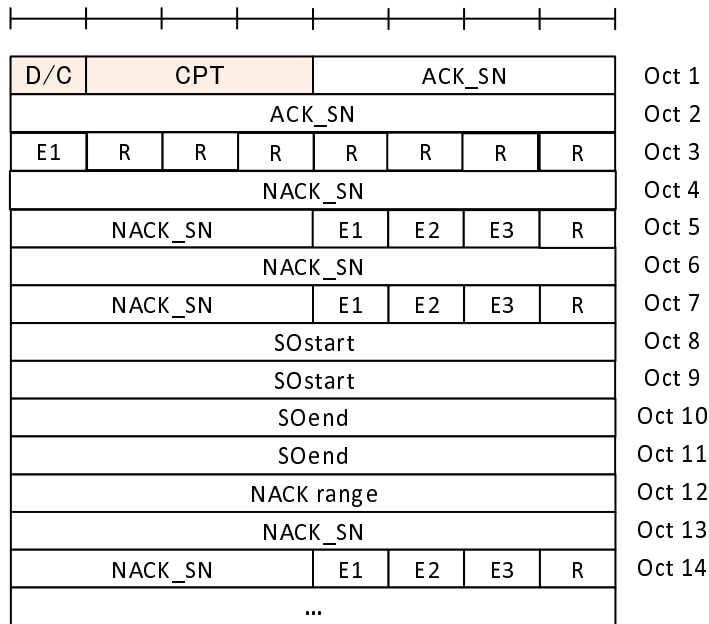 D/C CPT ACK_SN Oct 1
ACK_SN Oct 2
E1 R R R R R R R Oct 3
NACK_SN Oct 4
NACK_SN E1 E2 E3 R Oct 5
NACK_SN Oct 6
NACK_SN E1 E2 E3 R Oct 7
SOstart Oct 8
SOstart Oct 9
SOend Oct 10
SOend Oct 11
NACK range Oct 12
NACK_SN Oct 13
NACK_SN E1 E2 E3 R Oct 14
...